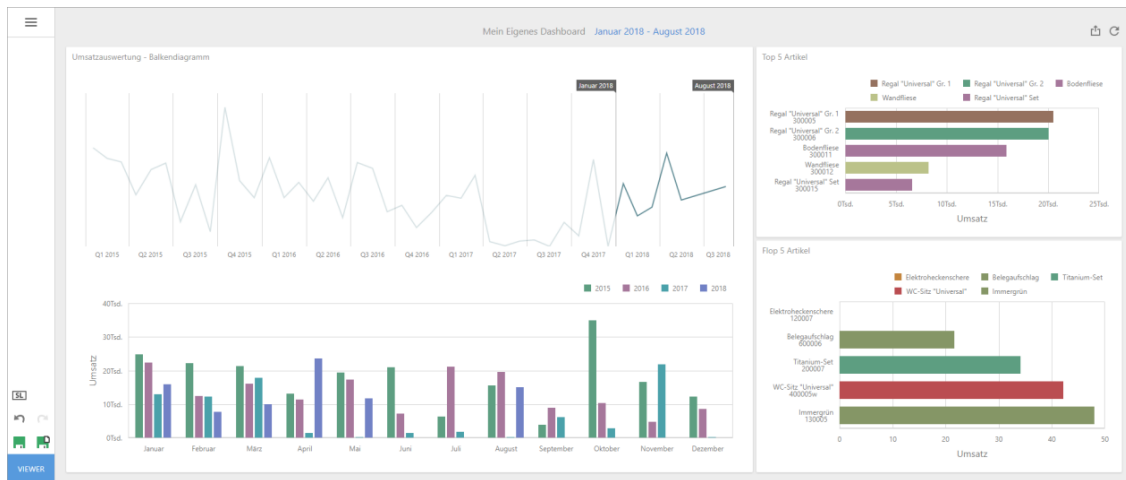 Mein Eigenes Dashboard Januar 2018 - August 2018
Umsatzauswertung - Balkendiagramm
Januar 2018 August 2018
Q1 2015 Q2 2015 Q3 2015 Q4 2015 Q1 2016 Q2 2016 Q3 2016 Q4 2016 Q1 2017 Q2 2017 Q3 2017 Q4 2017 Q1 2018 Q2 2018 Q3 2018
2015 2016 2017 2018
40Tsd.
30Tsd.
20Tsd.
10Tsd.
0Tsd.
Umsatz
Januar Februar März April Mai Juni Juli August September Oktober November Dezember
Top 5 Artikel
Regal "Universal" Gr. 1 Regal "Universal" Gr. 2 Bodenfliese
Wandfliese Regal "Universal" Set
Regal "Universal" Gr. 1
300005
Regal "Universal" Gr. 2
300006
Bodenfliese
300011
Wandfliese
300012
Regal "Universal" Set
300015
0Tsd. 5Tsd. 10Tsd. 15Tsd. 20Tsd. 25Tsd.
Umsatz
Flop 5 Artikel
Elektroheckenschere Belegaufschlag Titanium-Set
WC-Sitz "Universal" Immergrün
Elektroheckenschere
120007
Belegaufschlag
600006
Titanium-Set
200007
WC-Sitz "Universal"
400005w
Immergrün
130005
0 10 20 30 40 50
Umsatz
SL
VIEWER